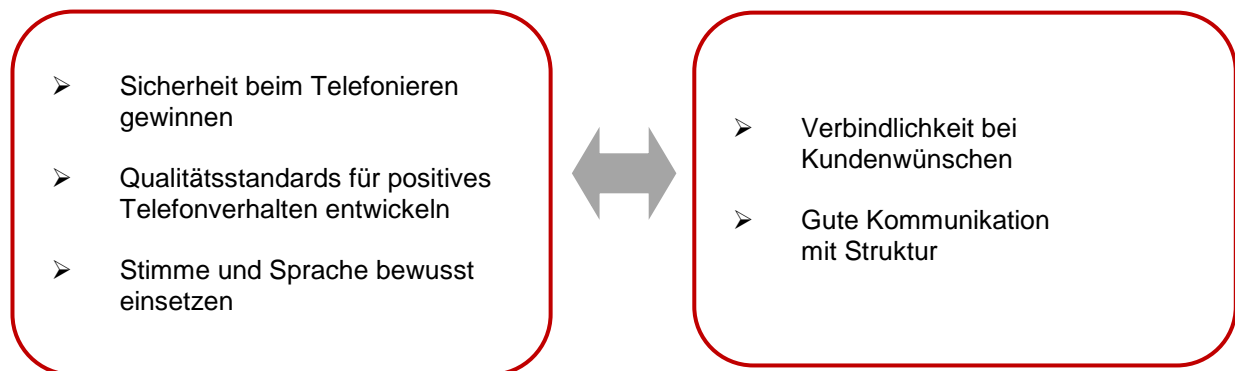 ➢ Sicherheit beim Telefonieren
gewinnen
➢ Qualitätsstandards für positives
Telefonverhalten entwickeln
➢ Stimme und Sprache bewusst
einsetzen
➢ Verbindlichkeit bei
Kundenwünschen
➢ Gute Kommunikation
mit Struktur